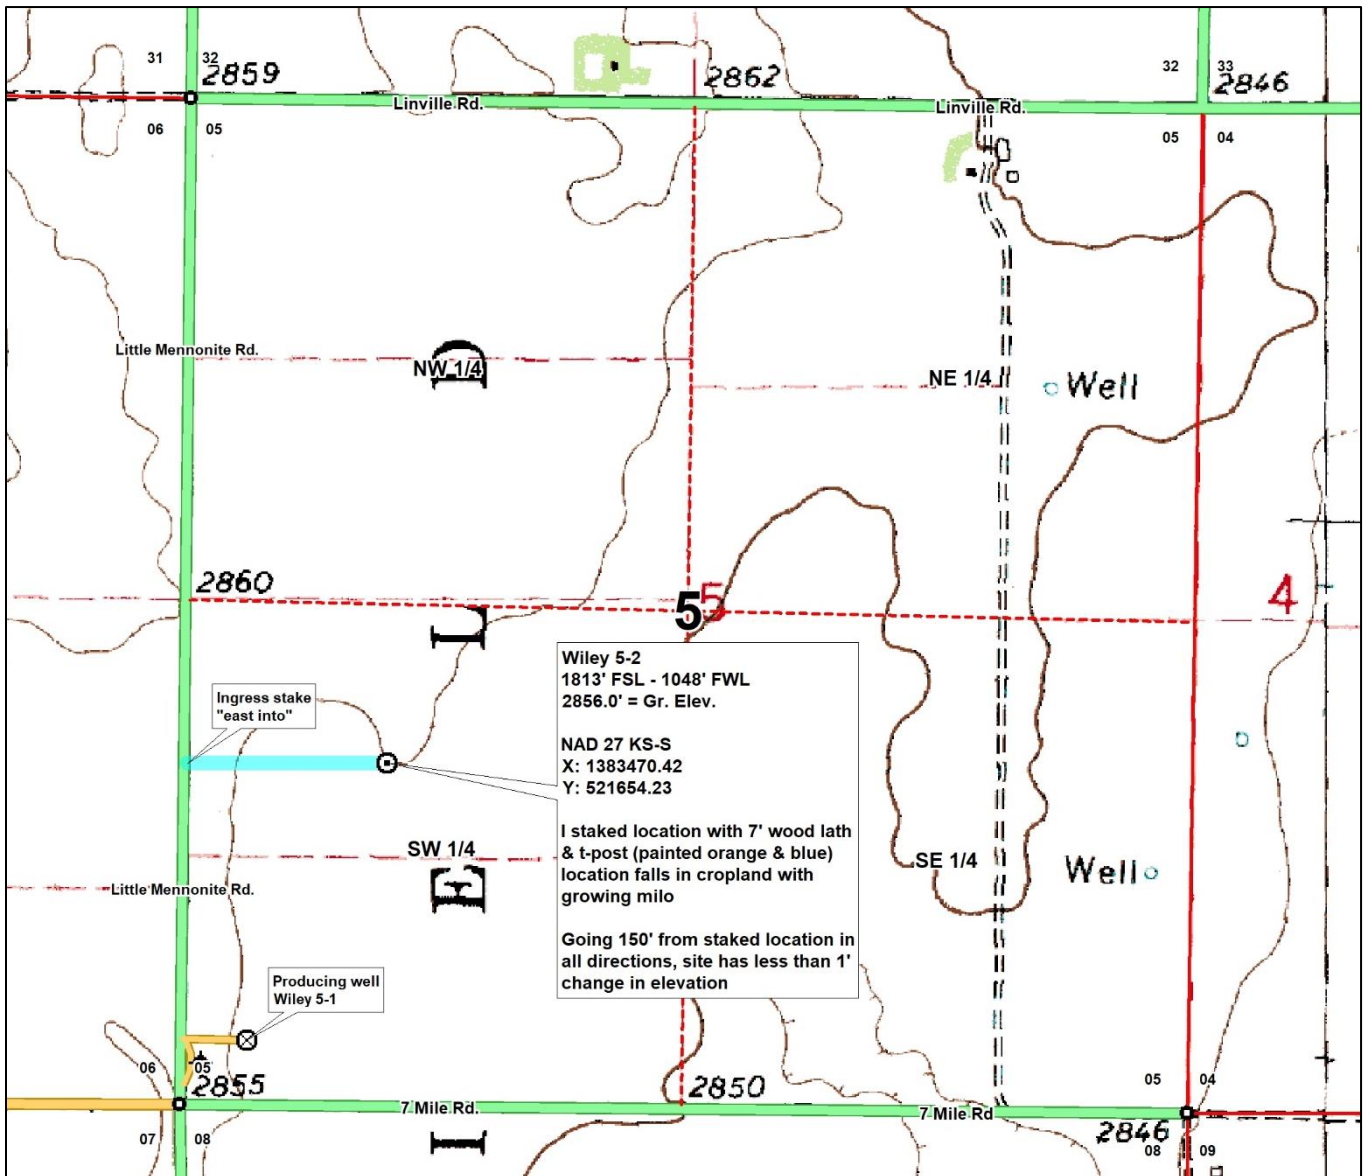 31
32
2859
2862
32
33
2846
Linville Rd.
Linville Rd.
06
05
05
04
Little Mennonite Rd.
NW 1/4
NE 1/4
Well
2860
5
5
4
Wiley 5-2
1813' FSL - 1048' FWL
2856.0' = Gr. Elev.
NAD 27 KS-S
X: 1383470.42
Y: 521654.23
I staked location with 7' wood lath
& t-post (painted orange & blue)
location falls in cropland with
growing milo
Going 150' from staked location in
all directions, site has less than 1'
change in elevation
Ingress stake
"east into"
SW 1/4
SE 1/4
Well
Little Mennonite Rd.
Producing well
Wiley 5-1
06
05
2855
2850
05
04
7 Mile Rd.
7 Mile Rd
2846
07
08
08
09